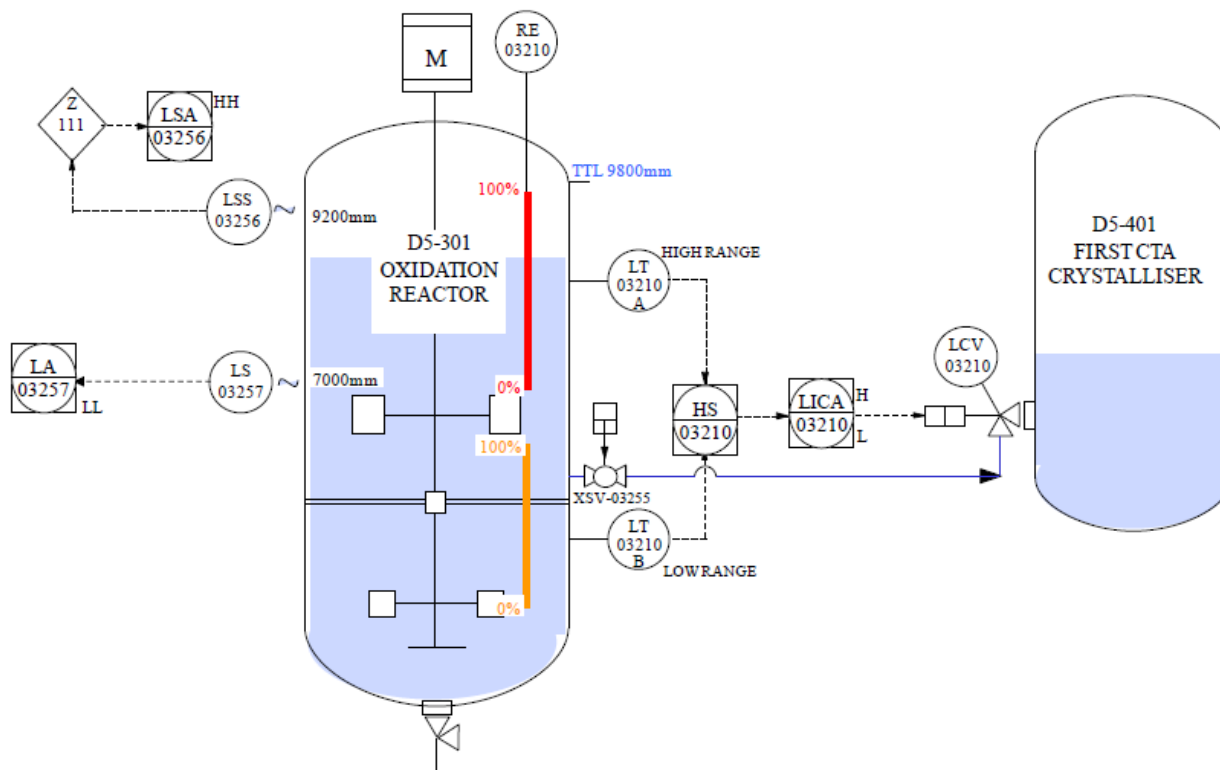 M
RE
03210
Z
111
LSA
03256
HH
LSS
03256
9200mm
TTL 9800mm
100%
D5-301
OXIDATION
REACTOR
LT
03210
A
HIGH RANGE
D5-401
FIRST CTA
CRYSTALLISER
LA
03257
LL
LS
03257
7000mm
0%
HS
03210
LICA
03210
H
L
LCV
03210
100%
XSV-03255
LT
03210
B
LOW RANGE
0%